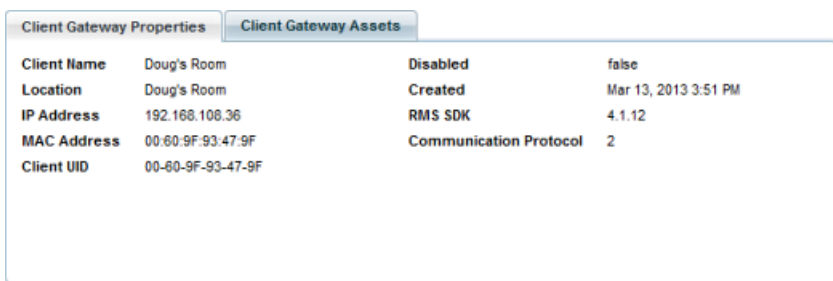 Client Gateway Properties Client Gateway Assets
Client Name Doug's Room Disabled false
Location Doug's Room Created Mar 13, 2013 3:51 PM
IP Address 192.168.108.36 RMS SDK 4.1.12
MAC Address 00:60:9F:93:47:9F Communication Protocol 2
Client UID 00-60-9F-93-47-9F